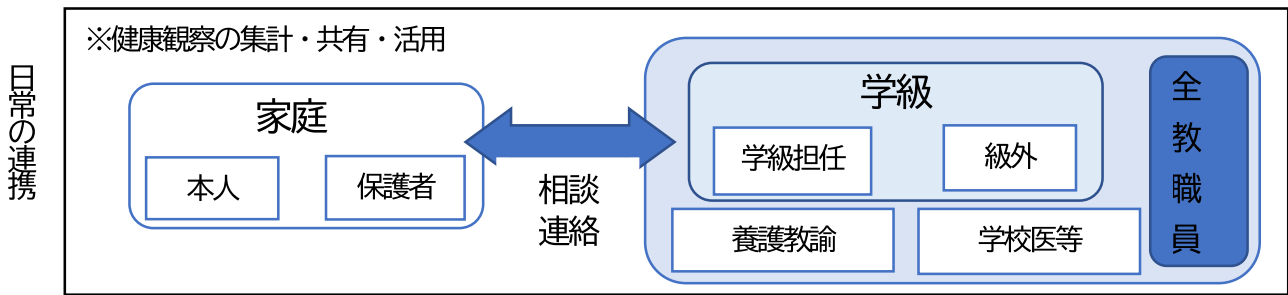 日常の連携
※健康観察の集計・共有・活用
家庭
本人
保護者
相談
連絡
学級
学級担任
級外
養護教諭
学校医等
全教職員